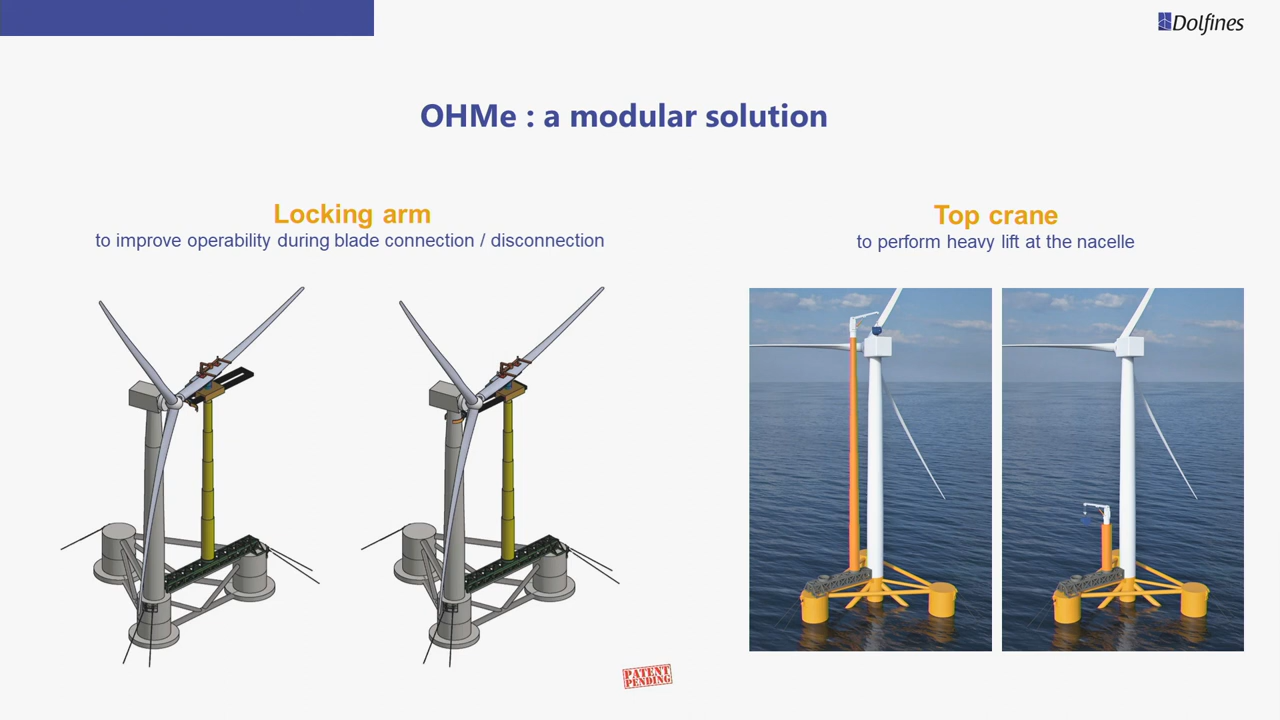 Dolfines
OHMe : a modular solution
Locking arm
to improve operability during blade connection / disconnection
Top crane
to perform heavy lift at the nacelle
PATENT
PENDING